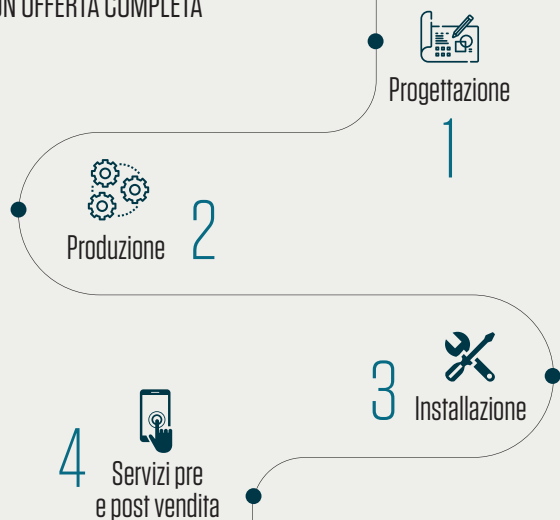 UN OFFERTA COMPLETA
Progettazione
1
Produzione
2
3
Installazione
4
Servizi pre
e post vendita